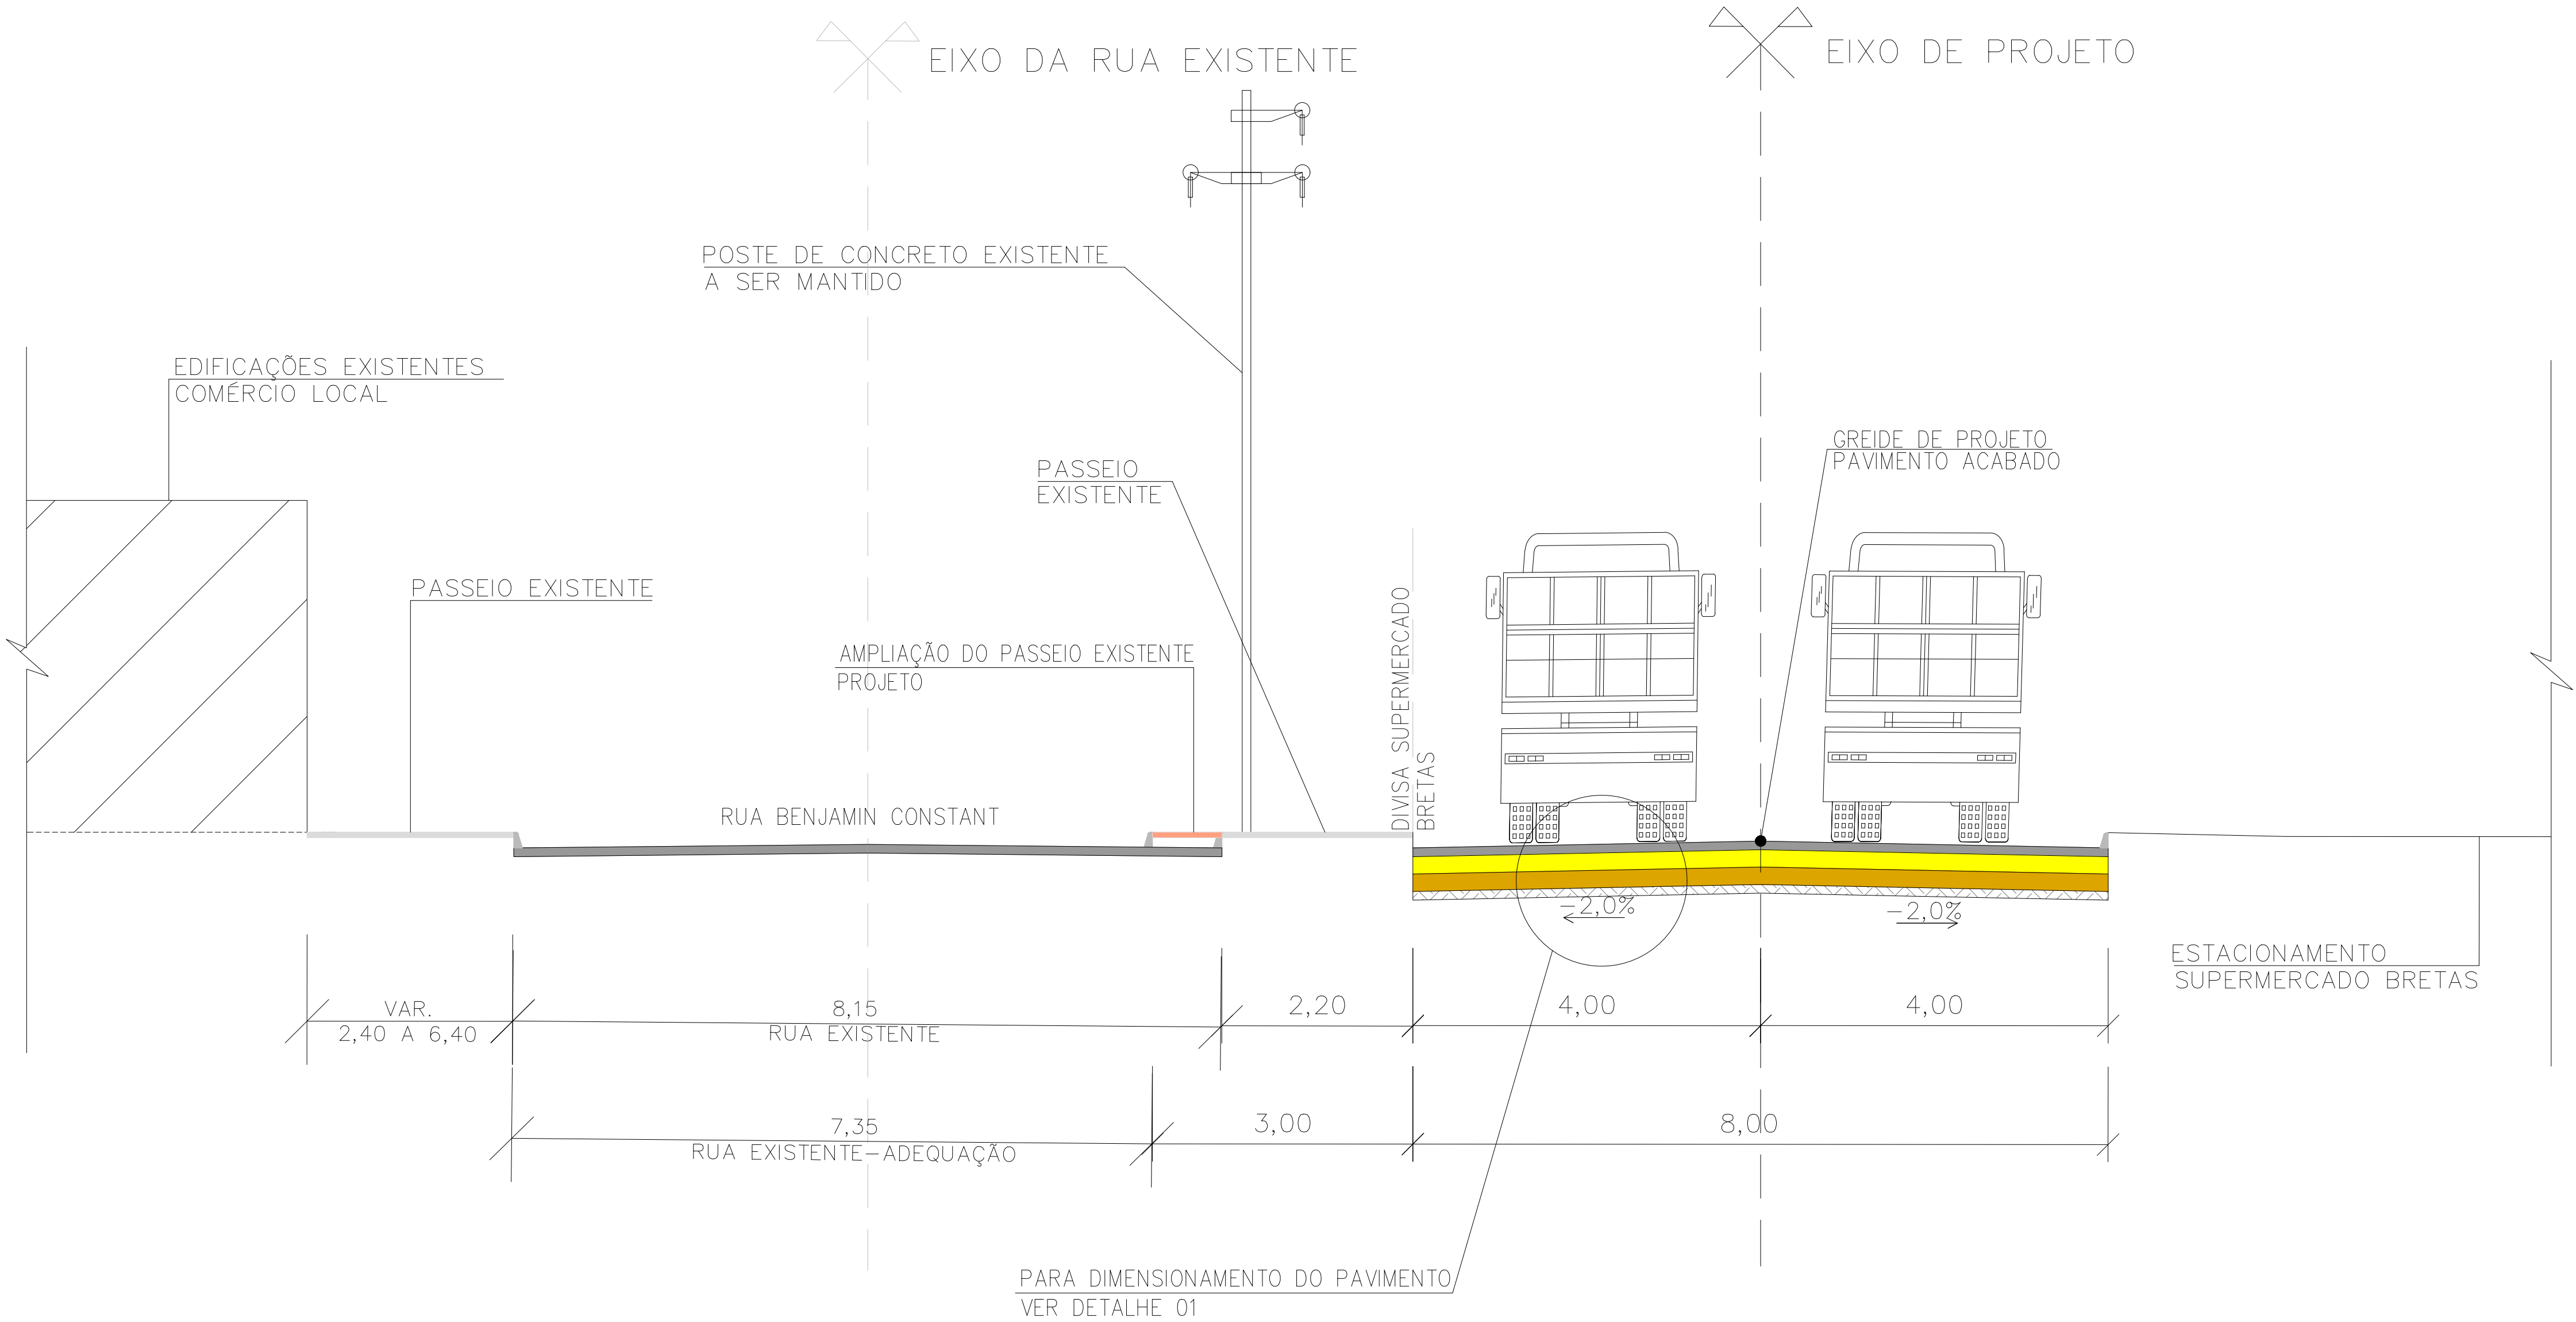 EIXO DA RUA EXISTENTE
EIXO DE PROJETO
POSTE DE CONCRETO EXISTENTE
A SER MANTIDO
EDIFICAÇÕES EXISTENTES
COMÉRCIO LOCAL
GREIDE DE PROJETO
PAVIMENTO ACABADO
PASSEIO
EXISTENTE
PASSEIO EXISTENTE
AMPLIAÇÃO DO PASSEIO EXISTENTE
PROJETO
DIVISA SUPERMERCADO
BRETAS
RUA BENJAMIN CONSTANT
-2,0%
-2,0%
ESTACIONAMENTO
SUPERMERCADO BRETAS
VAR.
2,40 A 6,40
8,15
RUA EXISTENTE
2,20
4,00
4,00
7,35
RUA EXISTENTE-ADEQUAÇÃO
3,00
8,00
PARA DIMENSIONAMENTO DO PAVIMENTO
VER DETALHE 01